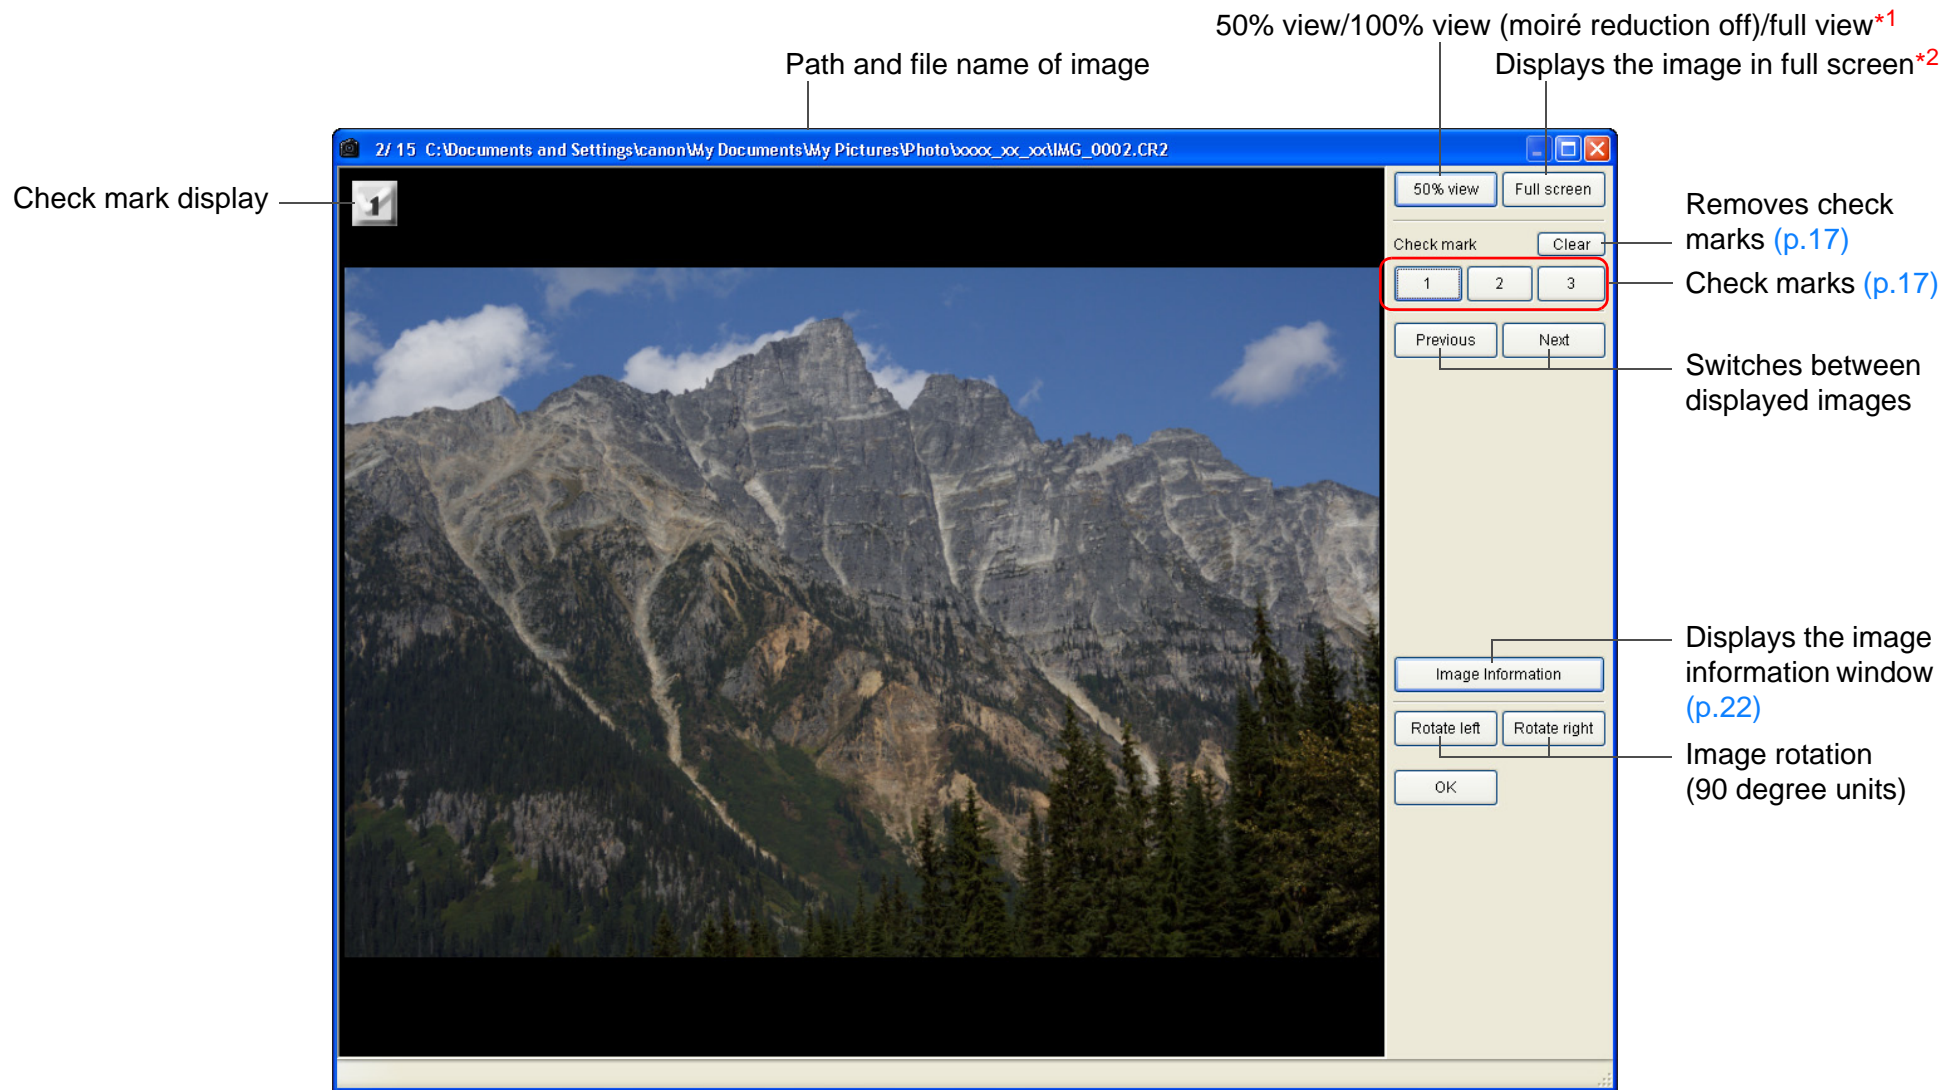 50% view/100% view (moiré reduction off)/full view*1
Path and file name of image
Displays the image in full screen*2
2/ 15 C:\Documents and Settings\canon\My Documents\My Pictures\Photo\xxxx_xx_xx\IMG_0002.CR2
Check mark display
1
50% view
Full screen
Removes check
marks (p.17)
Check mark
Clear
Check marks (p.17)
1
2
3
Previous
Next
Switches between
displayed images
Displays the image
information window
(p.22)
Image Information
Rotate left
Rotate right
Image rotation
(90 degree units)
OK